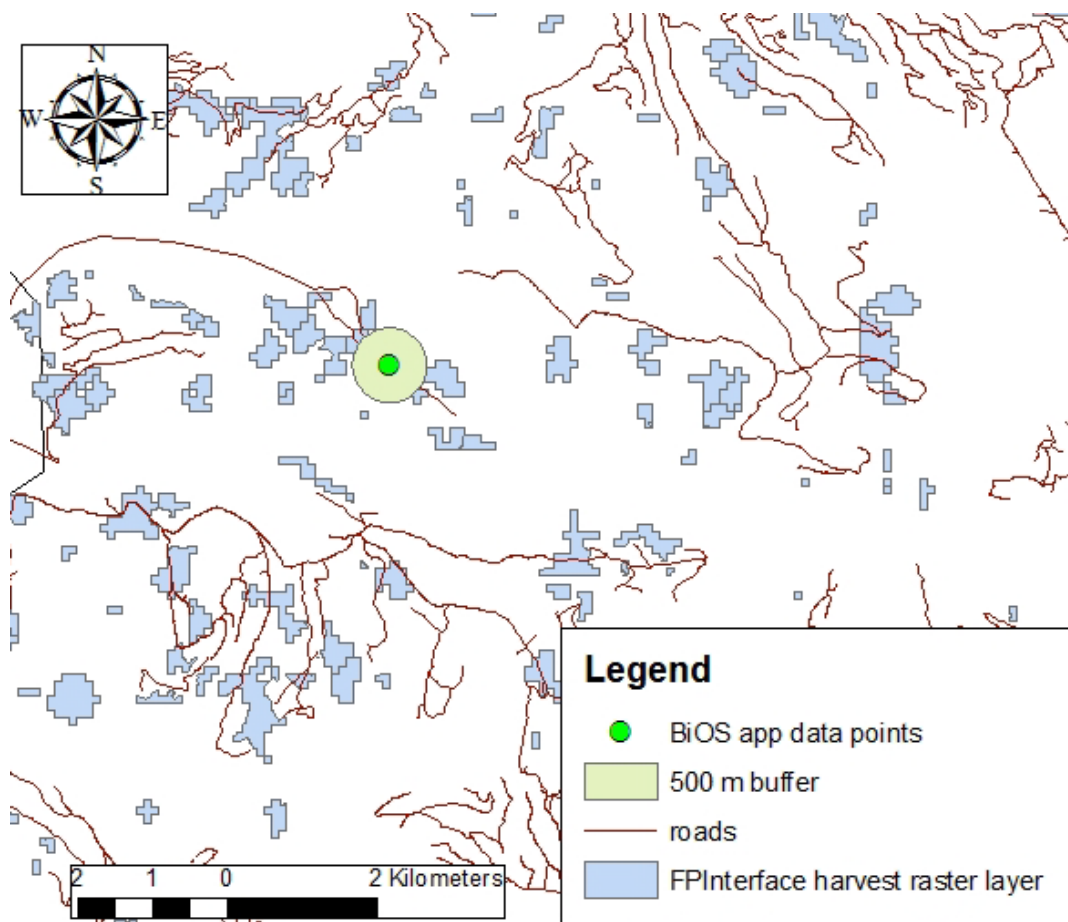 N
W E
S
Legend
BiOS app data points
500 m buffer
roads
FPInterface harvest raster layer
2 1 0 2 Kilometers